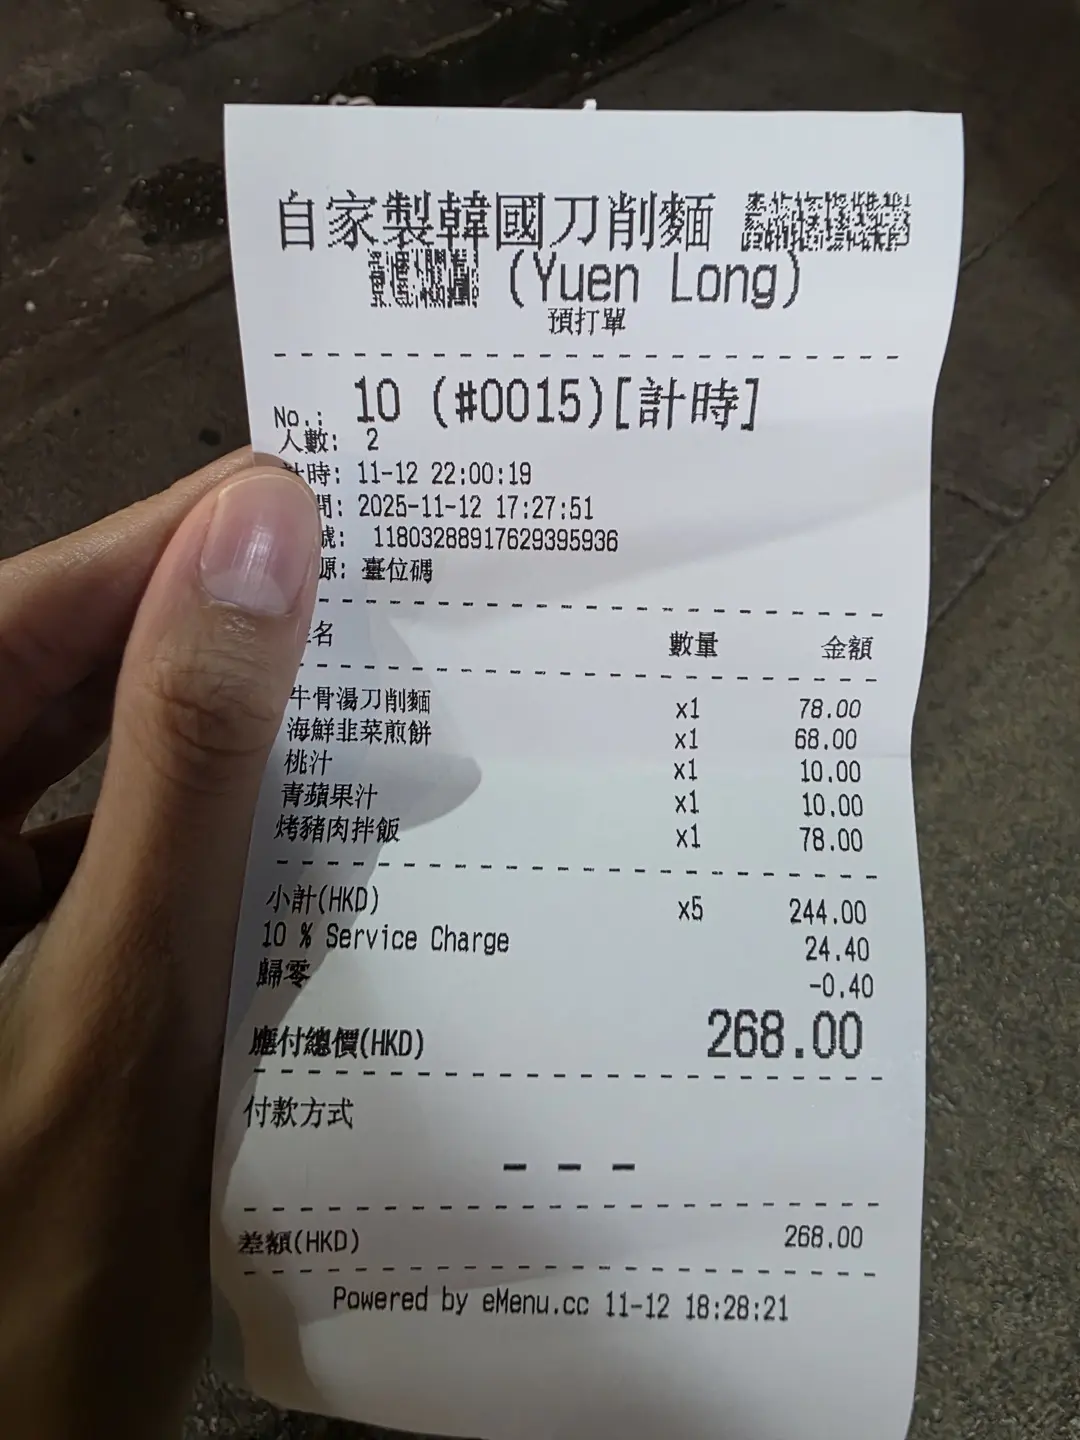 自家製韓國刀削麵
(Yuen Long)
預打單
No.: 10 (#0015)[計時]
人數: 2
時: 11-12 22:00:19
間: 2025-11-12 17:27:51
號: 11803288917629395936
源: 臺位碼
名 數量 金額
牛骨湯刀削麵 x1 78.00
海鮮韭菜煎餅 x1 68.00
桃汁 x1 10.00
青蘋果汁 x1 10.00
烤豬肉拌飯 x1 78.00
小計(HKD) x5 244.00
10 % Service Charge 24.40
歸零 -0.40
應付總價(HKD) 268.00
付款方式
---
差額(HKD) 268.00
Powered by eMenu.cc 11-12 18:28:21